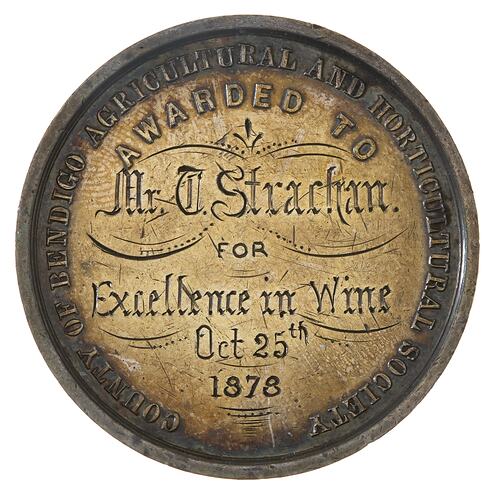 COUNTY OF BENDIGO AGRICULTURAL AND HORTICULTURAL SOCIETY
AWARDED TO
Mr. T. Strachan.
FOR
Excellence in Wine
Oct 25th
1878